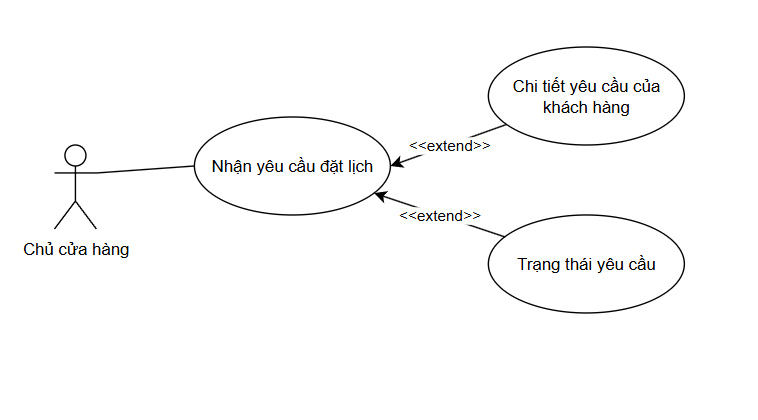 Chi tiết yêu cầu của
khách hàng
<<extend>>
Nhận yêu cầu đặt lịch
<<extend>>
Chủ cửa hàng
Trạng thái yêu cầu